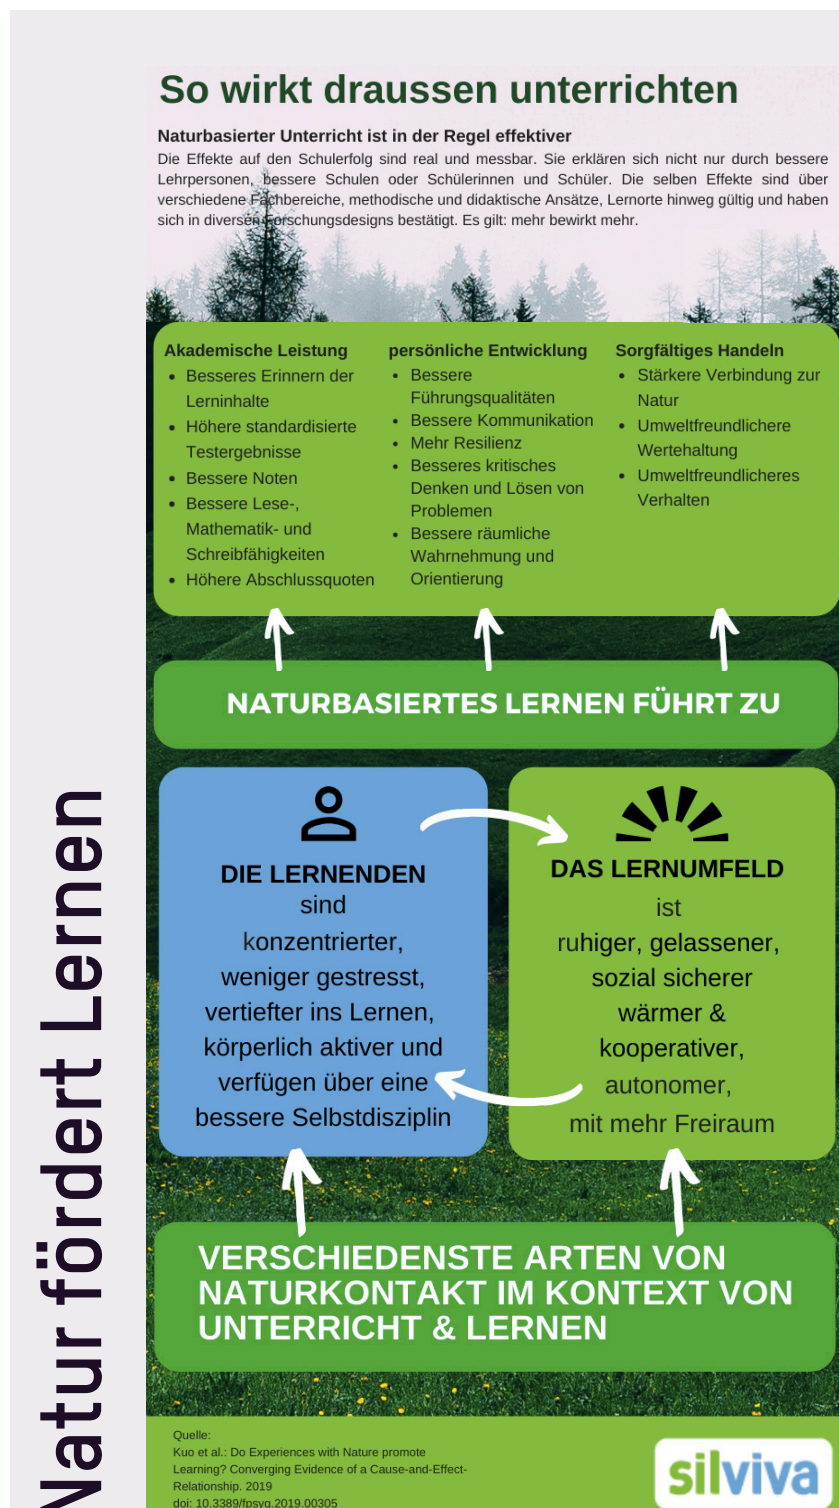 Natur fördert Lernen
So wirkt draussen unterrichten
Naturbasierter Unterricht ist in der Regel effektiver
Die Effekte auf den Schulerfolg sind real und messbar. Sie erklären sich nicht nur durch bessere
Lehrpersonen, bessere Schulen oder Schülerinnen und Schüler. Die selben Effekte sind über
verschiedene Fachbereiche, methodische und didaktische Ansätze, Lernorte hinweg gültig und haben
sich in diversen Forschungsdesigns bestätigt. Es gilt: mehr bewirkt mehr.
Akademische Leistung
• Besseres Erinnern der
Lerninhalte
• Höhere standardisierte
Testergebnisse
• Bessere Noten
• Bessere Lese-,
Mathematik- und
Schreibfähigkeiten
• Höhere Abschlussquoten
persönliche Entwicklung
• Bessere
Führungsqualitäten
• Bessere Kommunikation
• Mehr Resilienz
• Besseres kritisches
Denken und Lösen von
Problemen
• Bessere räumliche
Wahrnehmung und
Orientierung
Sorgfältiges Handeln
• Stärkere Verbindung zur
Natur
• Umweltfreundlichere
Wertehaltung
• Umweltfreundlicheres
Verhalten
NATURBASIERTES LERNEN FÜHRT ZU
DIE LERNENDEN
sind
konzentrierter,
weniger gestresst,
vertiefter ins Lernen,
körperlich aktiver und
verfügen über eine
bessere Selbstdisziplin
DAS LERNUMFELD
ist
ruhiger, gelassener,
sozial sicherer
wärmer &
kooperativer,
autonomer,
mit mehr Freiraum
VERSCHIEDENSTE ARTEN VON
NATURKONTAKT IM KONTEXT VON
UNTERRICHT & LERNEN
Quelle:
Kuo et al.: Do Experiences with Nature promote
Learning? Converging Evidence of a Cause-and-Effect-
Relationship. 2019
doi: 10.3389/fpsyg.2019.00305
silviva